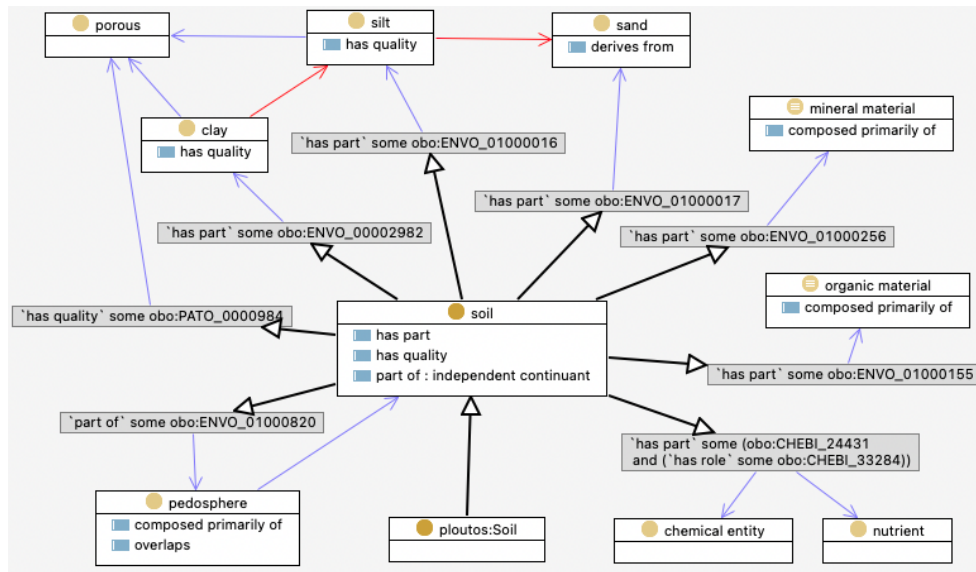 porous
silt
has quality
sand
derives from
clay
has quality
mineral material
composed primarily of
`has part` some obo:ENVO_01000016
`has part` some obo:ENVO_01000017
`has part` some obo:ENVO_00002982
`has part` some obo:ENVO_01000256
organic material
composed primarily of
`has quality` some obo:PATO_0000984
soil
has part
has quality
part of : independent continuant
`has part` some obo:ENVO_01000155
`part of` some obo:ENVO_01000820
`has part` some (obo:CHEBI_24431
and (`has role` some obo:CHEBI_33284))
pedosphere
composed primarily of
overlaps
ploutos:Soil
chemical entity
nutrient